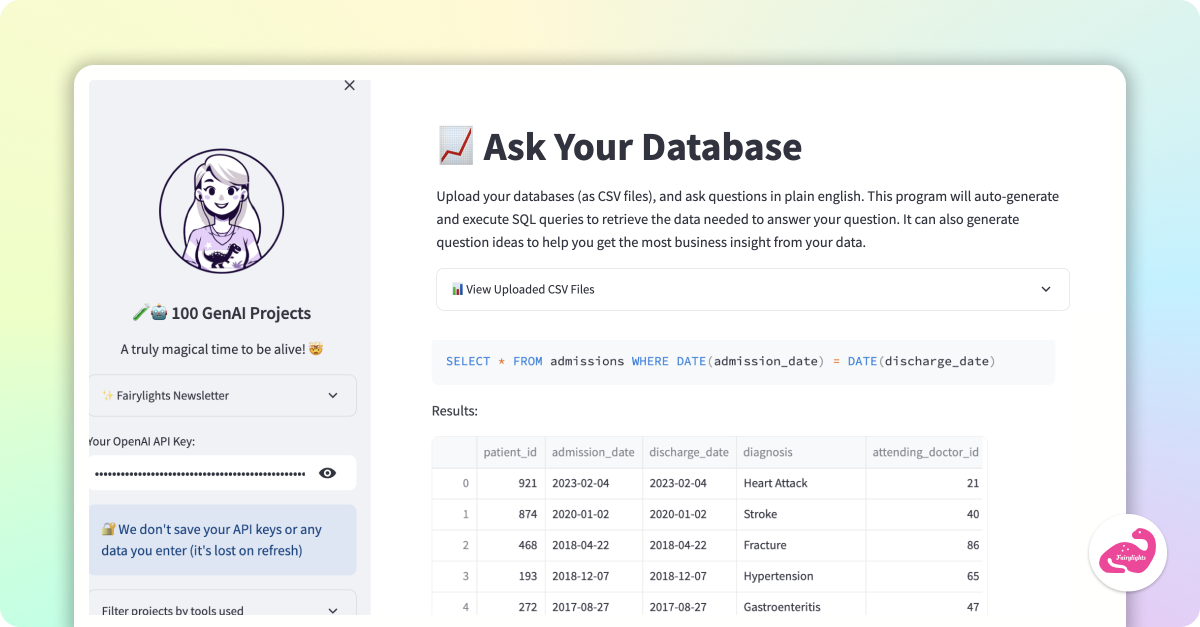 🧪🤖 100 GenAI Projects
A truly magical time to be alive! 🤯
✨ Fairylights Newsletter
Your OpenAI API Key:
••••••••••••••••••••••••••••••••••••••••••••••••••
🔐 We don't save your API keys or any
data you enter (it's lost on refresh)
Filter projects by tools used
📈 Ask Your Database
Upload your databases (as CSV files), and ask questions in plain english. This program will auto-generate
and execute SQL queries to retrieve the data needed to answer your question. It can also generate
question ideas to help you get the most business insight from your data.
📊 View Uploaded CSV Files
SELECT * FROM admissions WHERE DATE(admission_date) = DATE(discharge_date)
Results:
patient_id admission_date discharge_date diagnosis attending_doctor_id
0 921 2023-02-04 2023-02-04 Heart Attack 21
1 874 2020-01-02 2020-01-02 Stroke 40
2 468 2018-04-22 2018-04-22 Fracture 86
3 193 2018-12-07 2018-12-07 Hypertension 65
4 272 2017-08-27 2017-08-27 Gastroenteritis 47
Fairylights